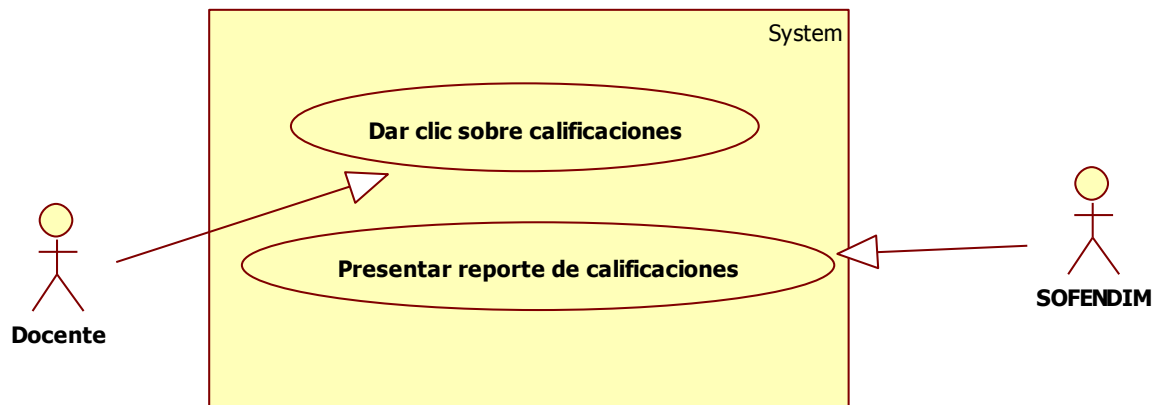 System
Dar clic sobre calificaciones
Presentar reporte de calificaciones
Docente
SOFENDIM